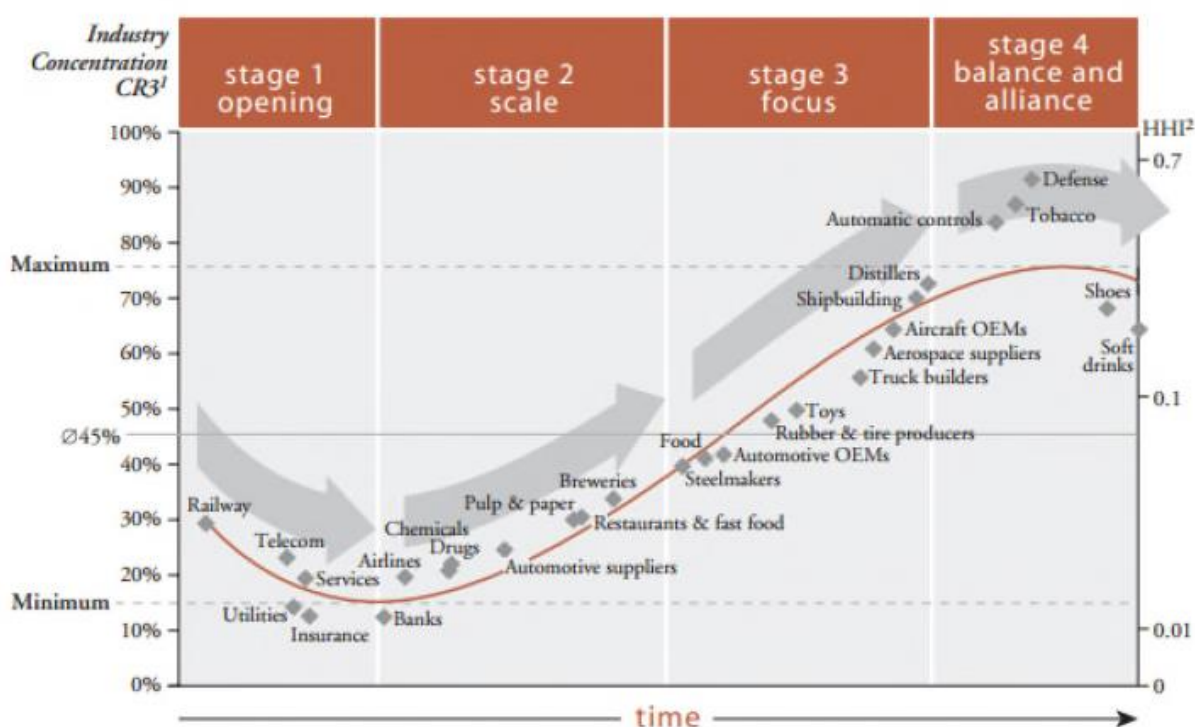 Industry
Concentration
CR3¹
stage 1
opening
stage 2
scale
stage 3
focus
stage 4
balance and
alliance
HHI²
100%
90%
80%
Maximum
70%
60%
50%
Ø45%
40%
30%
20%
Minimum
10%
0%
0.7
0.1
0.01
0
Railway
Telecom
Services
Utilities
Insurance
Banks
Airlines
Chemicals
Drugs
Automotive suppliers
Pulp & paper
Restaurants & fast food
Breweries
Food
Steelmakers
Automotive OEMs
Rubber & tire producers
Toys
Truck builders
Aerospace suppliers
Aircraft OEMs
Shipbuilding
Distillers
Automatic controls
Tobacco
Defense
Shoes
Soft
drinks
time